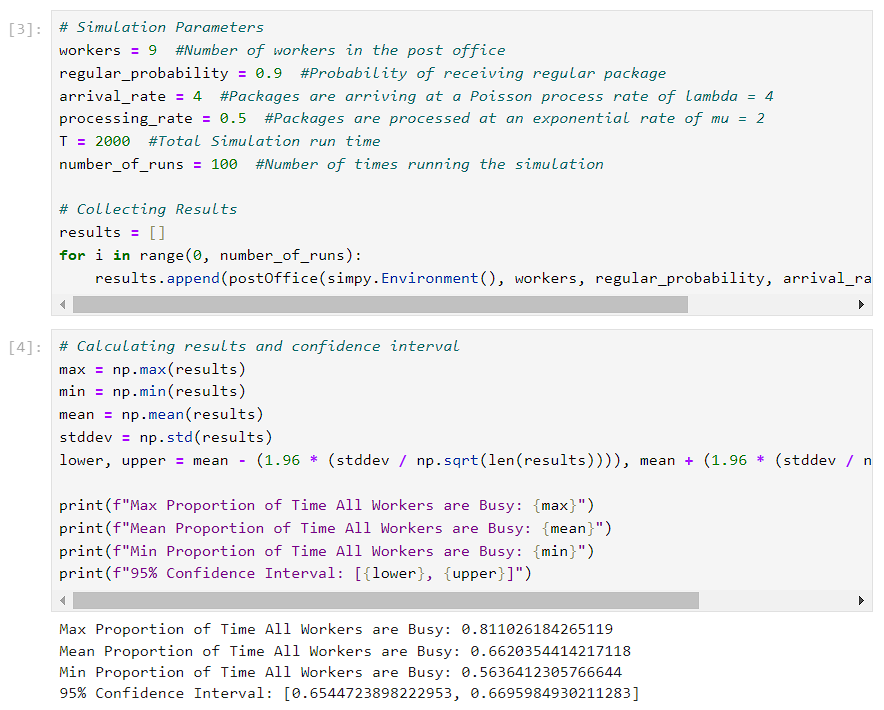 [3]:
# Simulation Parameters
workers = 9  #Number of workers in the post office
regular_probability = 0.9  #Probability of receiving regular package
arrival_rate = 4  #Packages are arriving at a Poisson process rate of lambda = 4
processing_rate = 0.5  #Packages are processed at an exponential rate of mu = 2
T = 2000  #Total Simulation run time
number_of_runs = 100  #Number of times running the simulation
# Collecting Results
results = []
for i in range(0, number_of_runs):
    results.append(postOffice(simpy.Environment(), workers, regular_probability, arrival_ra
[4]:
# Calculating results and confidence interval
max = np.max(results)
min = np.min(results)
mean = np.mean(results)
stddev = np.std(results)
lower, upper = mean - (1.96 * (stddev / np.sqrt(len(results)))), mean + (1.96 * (stddev / n
print(f"Max Proportion of Time All Workers are Busy: {max}")
print(f"Mean Proportion of Time All Workers are Busy: {mean}")
print(f"Min Proportion of Time All Workers are Busy: {min}")
print(f"95% Confidence Interval: [{lower}, {upper}]")
Max Proportion of Time All Workers are Busy: 0.811026184265119
Mean Proportion of Time All Workers are Busy: 0.6620354414217118
Min Proportion of Time All Workers are Busy: 0.5636412305766644
95% Confidence Interval: [0.6544723898222953, 0.6695984930211283]